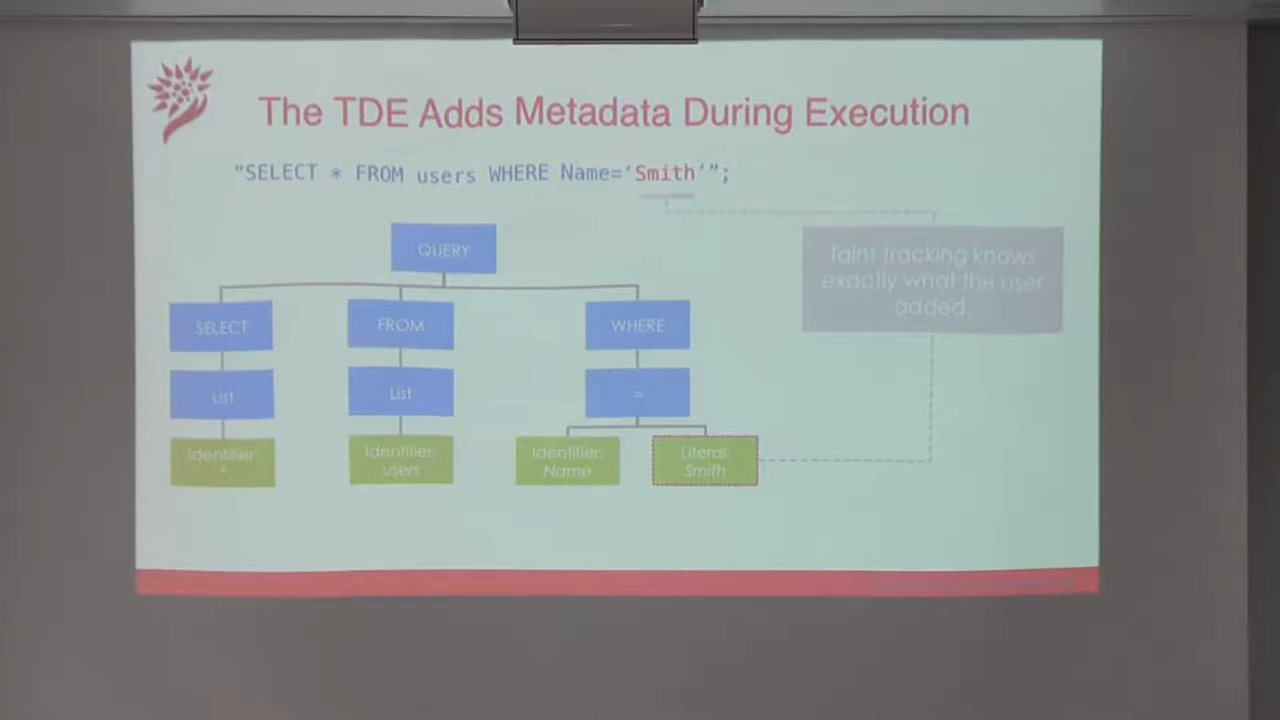 The TDE Adds Metadata During Execution
"SELECT * FROM users WHERE Name='Smith'";
QUERY
Taint tracking knows
exactly what the user
added.
SELECT
FROM
WHERE
List
List
=
Identifier:
*
Identifier:
users
Identifier:
Name
Literal:
Smith